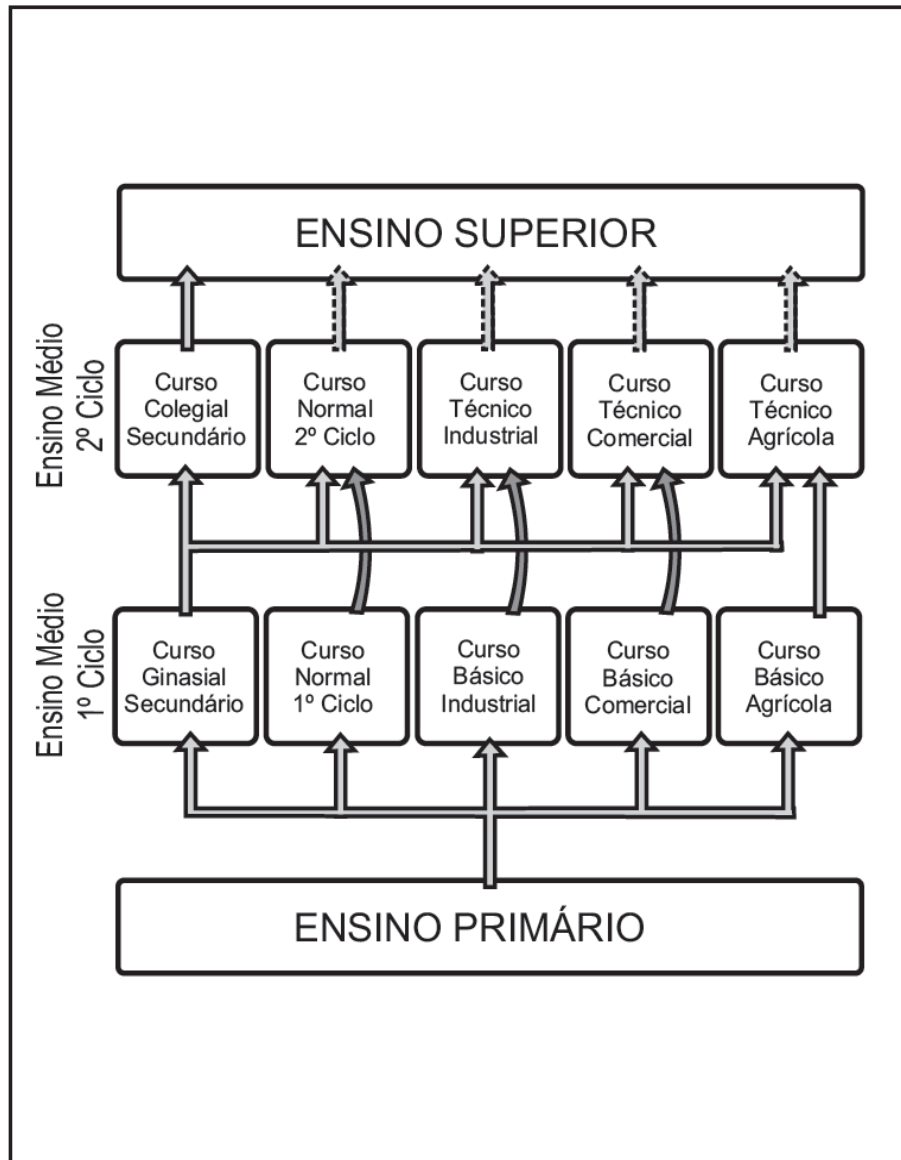 ENSINO SUPERIOR
Ensino Médio
2º Ciclo
Curso
Colegial
Secundário
Curso
Normal
2º Ciclo
Curso
Técnico
Industrial
Curso
Técnico
Comercial
Curso
Técnico
Agrícola
Ensino Médio
1º Ciclo
Curso
Ginasial
Secundário
Curso
Normal
1º Ciclo
Curso
Básico
Industrial
Curso
Básico
Comercial
Curso
Básico
Agrícola
ENSINO PRIMÁRIO